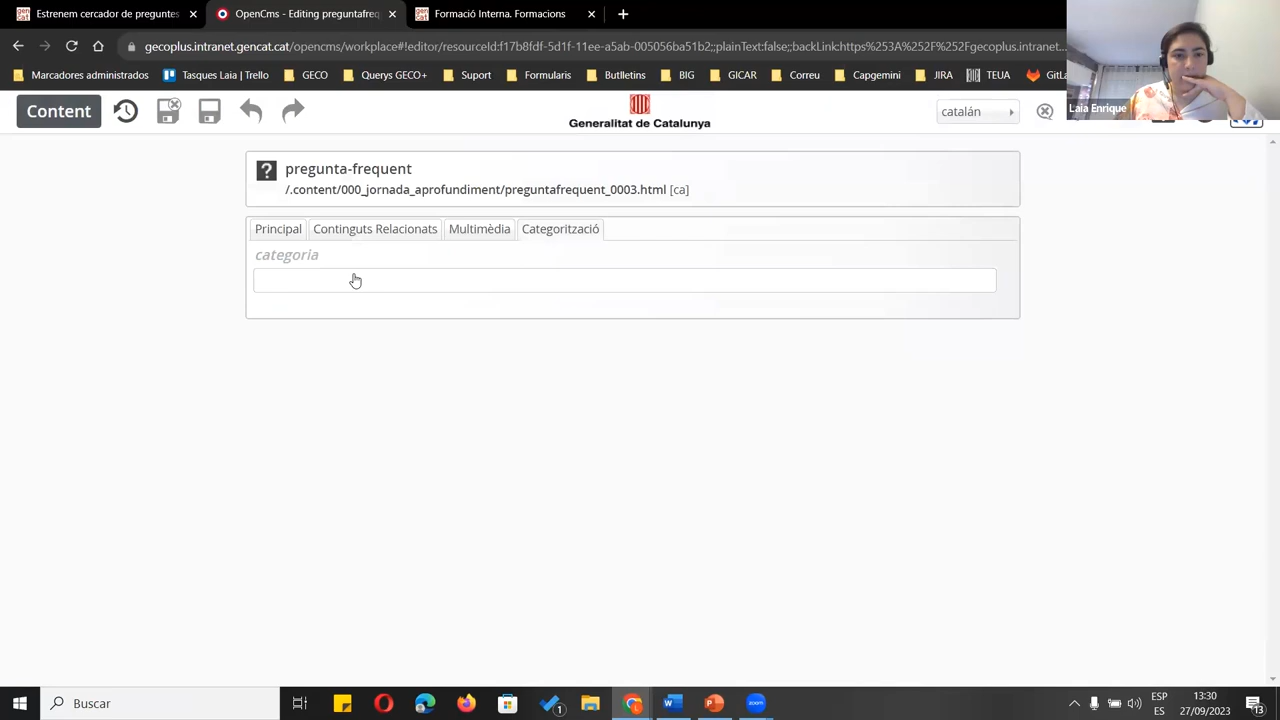 Estrenem cercador de preguntes
OpenCms - Editing preguntafreq
Formació Interna. Formacions
gecoplus.intranet.gencat.cat/opencms/workplace#!editor/resourceId:f17b8fdf-5d1f-11ee-a5ab-005056ba51b2;;plainText:false;;backLink:https%253A%252F%252Fgecoplus.intranet...
Marcadores administrados
Tasques Laia | Trello
GECO
Querys GECO+
Suport
Formularis
Butlletins
BIG
GICAR
Correu
Capgemini
JIRA
TEUA
GitL
Laia Enrique
Content
Generalitat de Catalunya
catalán
pregunta-frequent
/.content/000_jornada_aprofundiment/preguntafrequent_0003.html [ca]
Principal
Continguts Relacionats
Multimèdia
Categorització
categoria
Buscar
ESP
ES
13:30
27/09/2023
1
13